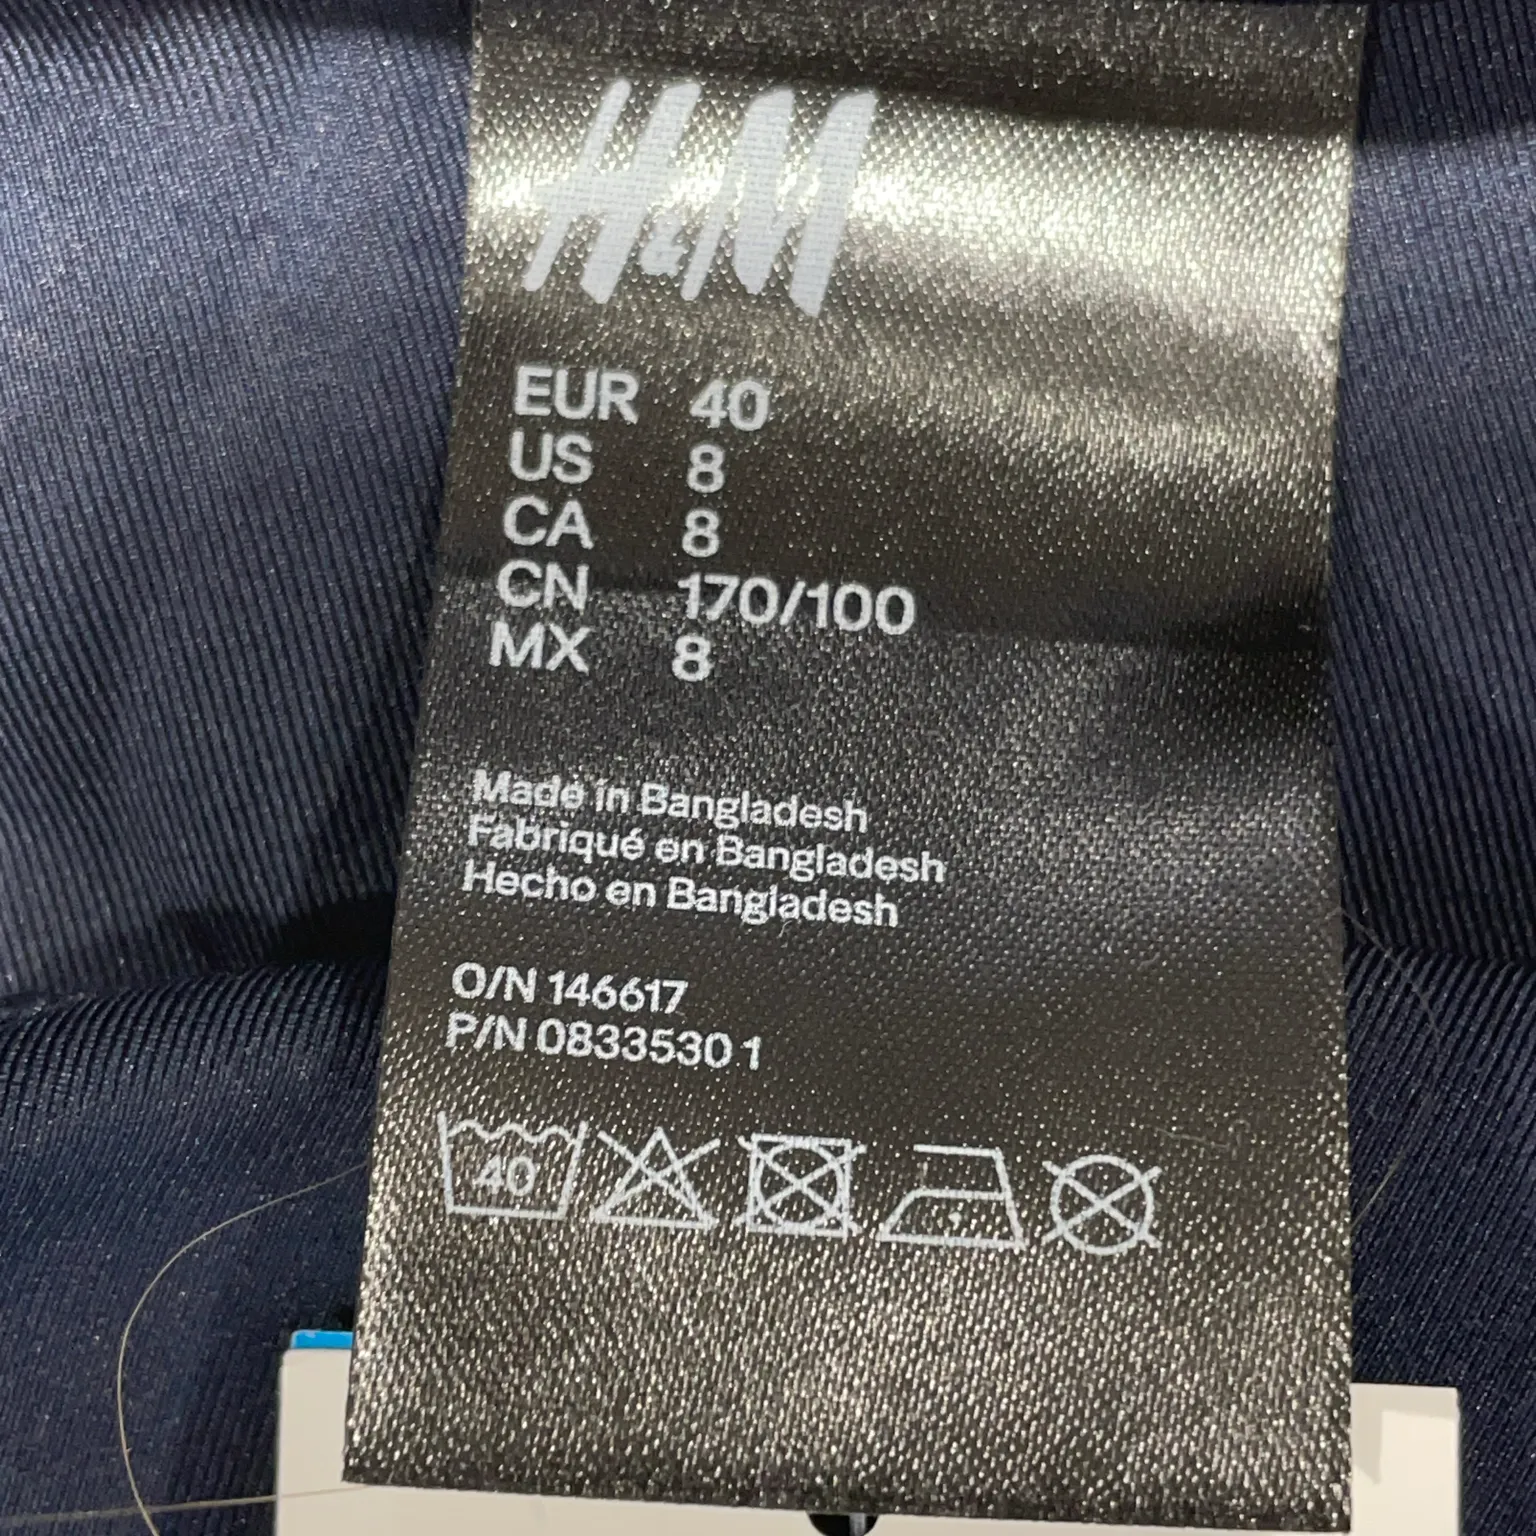 H&M
EUR 40
US 8
CA 8
CN 170/100
MX 8
Made in Bangladesh
Fabriqué en Bangladesh
Hecho en Bangladesh
O/N 146617
P/N 0833530 1
40